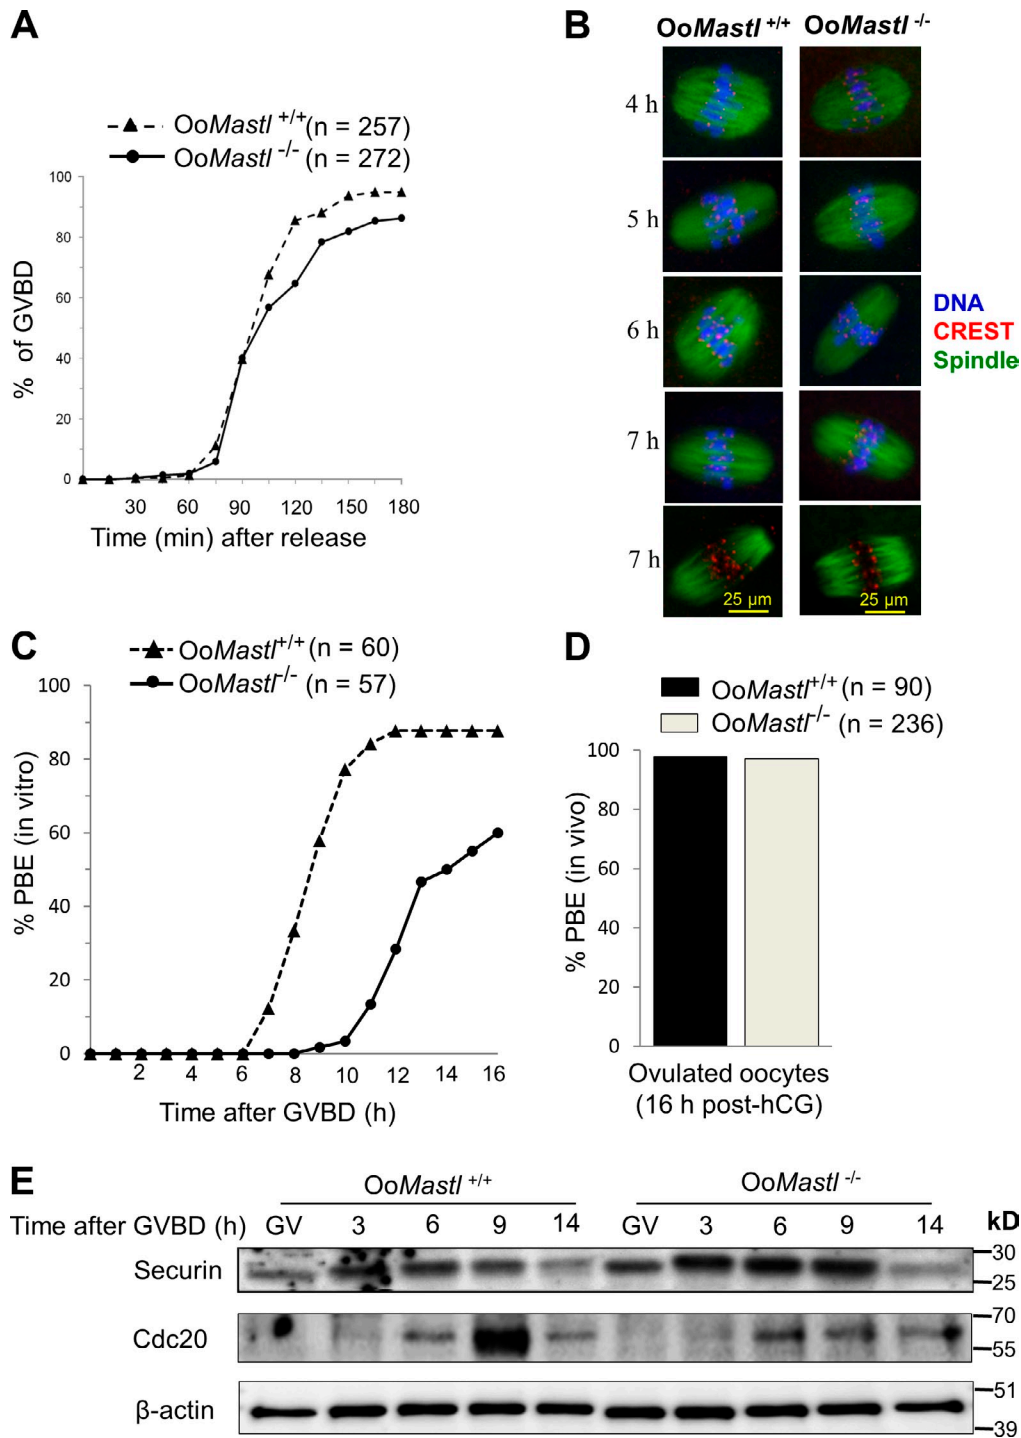 A
OoMastl +/+ (n = 257)
OoMastl -/- (n = 272)
100
80
60
40
20
0
% of GVBD
30 60 90 120 150 180
Time (min) after release
B
OoMastl +/+ OoMastl -/-
4 h
5 h
6 h
7 h
7 h
DNA
CREST
Spindle
25 µm
25 µm
C
OoMastl+/+ (n = 60)
OoMastl-/- (n = 57)
100
80
60
40
20
0
% PBE (in vitro)
2 4 6 8 10 12 14 16
Time after GVBD (h)
D
OoMastl+/+ (n = 90)
OoMastl-/- (n = 236)
100
80
60
40
20
0
% PBE (in vivo)
Ovulated oocytes
(16 h post-hCG)
E
OoMastl +/+ OoMastl -/-
Time after GVBD (h) GV 3 6 9 14 GV 3 6 9 14 kD
Securin
30
25
Cdc20
70
55
β-actin
51
39